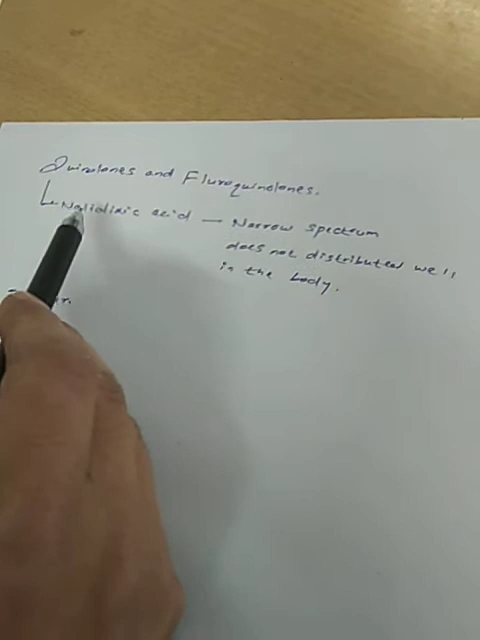 Quinolones and Fluroquinolones.
Nalidixic acid — Narrow spectrum
does not distributed well
in the body.